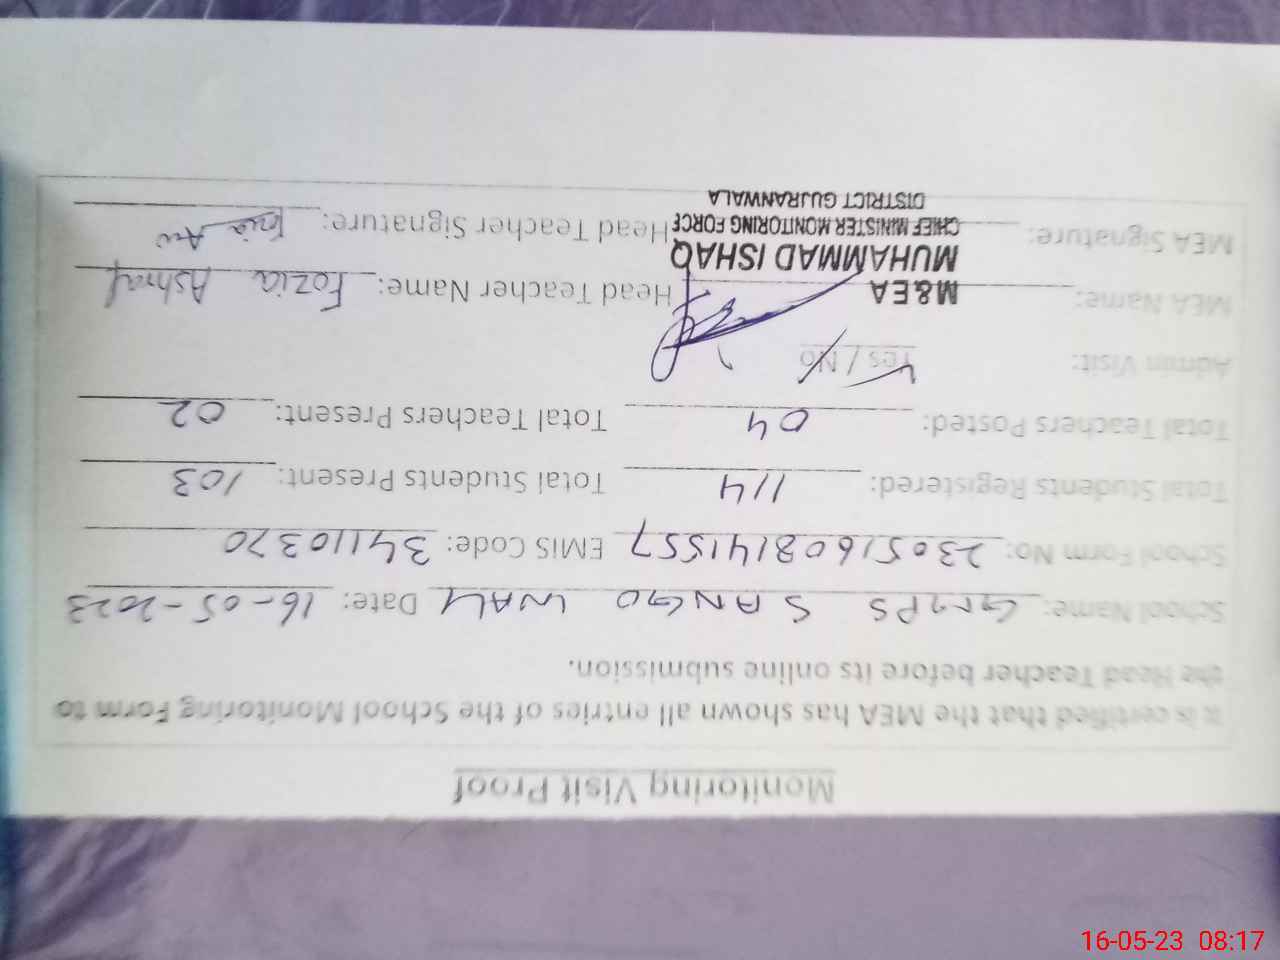 Monitoring Visit Proof
It is certified that the MEA has shown all entries of the School Monitoring Form to
the Head Teacher before its online submission.
School Name: GMPS SANGO WALI Date: 16-05-2023
School Form No: 23051608141557 EMIS Code: 34110370
Total Students Registered: 114 Total Students Present: 103
Total Teachers Posted: 04 Total Teachers Present: 02
Admin Visit: Yes / No
MEA Name: Head Teacher Name: Fozia Ashraf
M&EA
MUHAMMAD ISHAQ
MEA Signature: Head Teacher Signature:
CHIEF MINISTER MONITORING FORCE
DISTRICT GUJRANWALA
16-05-23 08:17